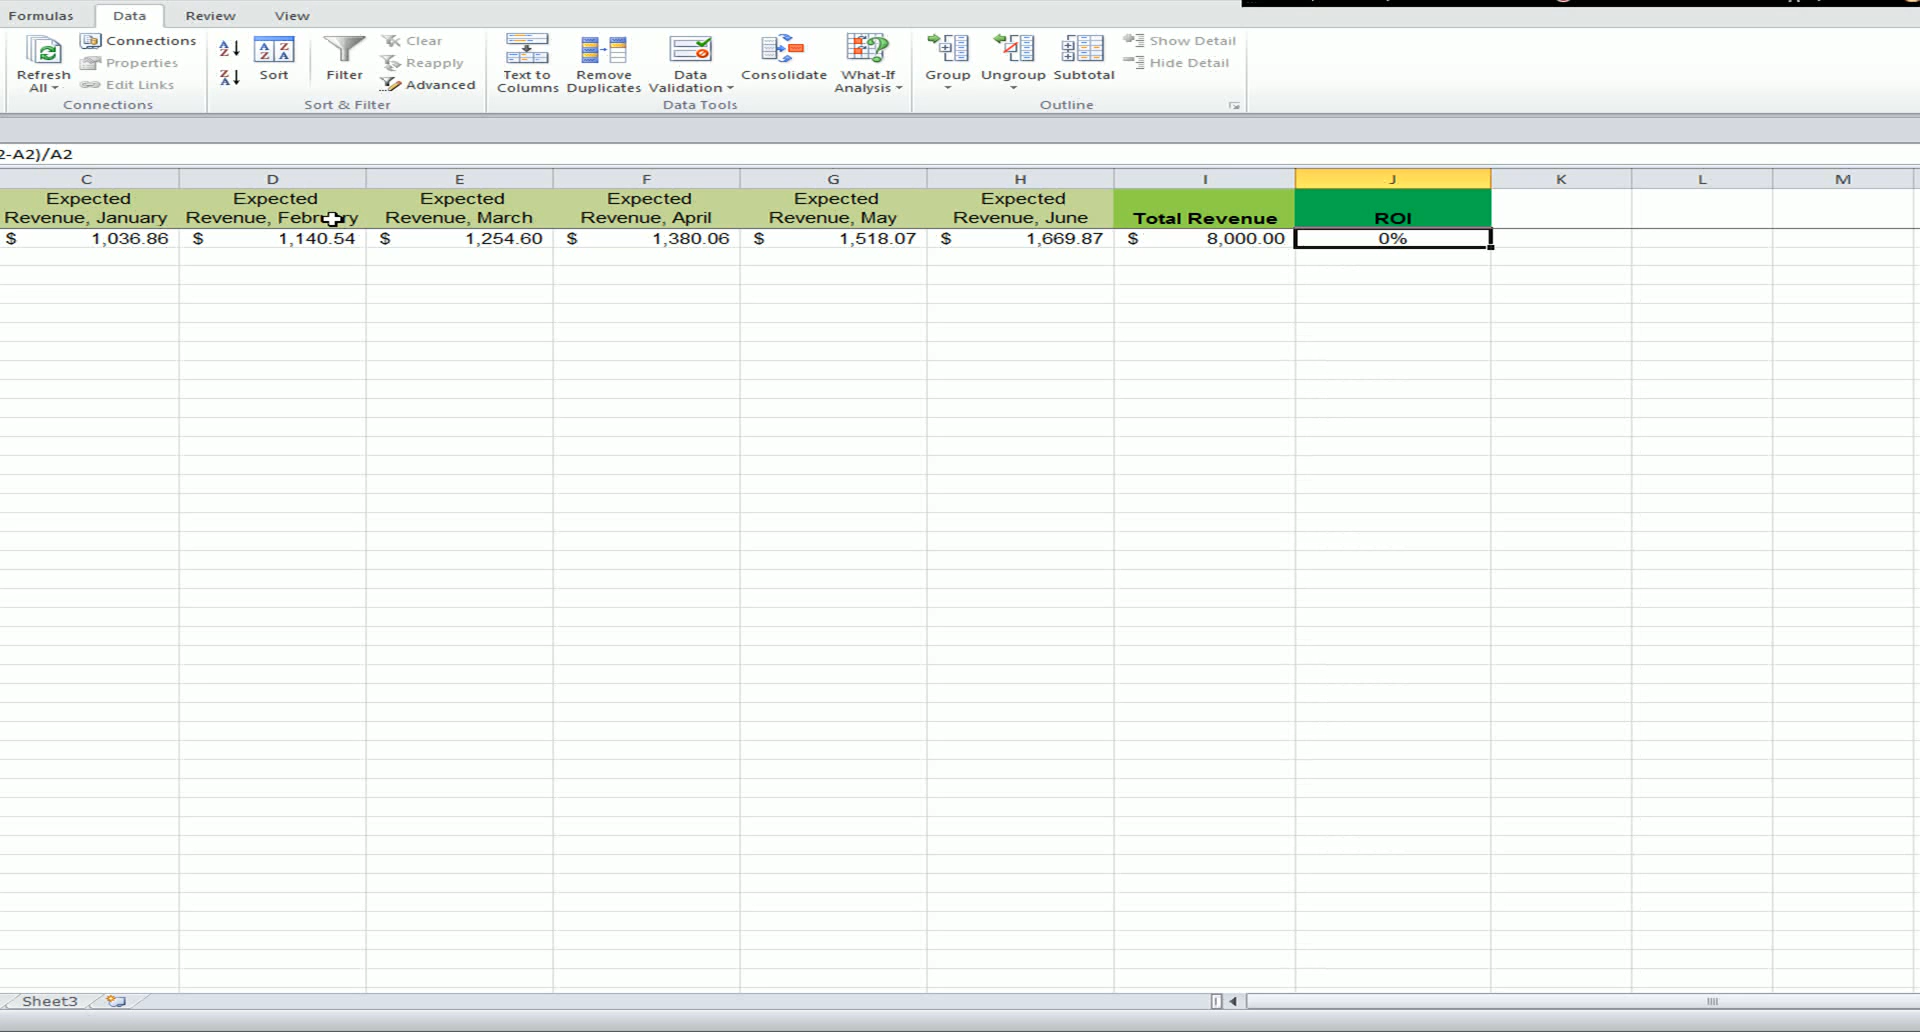 Formulas Data Review View
Connections
Properties
Edit Links
Refresh
All
Connections
A
Z
Z
A
A Z
Z A
Sort
Filter
Clear
Reapply
Advanced
Sort & Filter
Text to
Columns
Remove
Duplicates
Data
Validation
Consolidate
What-If
Analysis
Data Tools
Group
Ungroup
Subtotal
Show Detail
Hide Detail
Outline
2-A2)/A2
C D E F G H I J K L M
Expected Expected Expected Expected Expected Expected
Revenue, January Revenue, February Revenue, March Revenue, April Revenue, May Revenue, June Total Revenue ROI
$ 1,036.86 $ 1,140.54 $ 1,254.60 $ 1,380.06 $ 1,518.07 $ 1,669.87 $ 8,000.00 0%
Sheet3